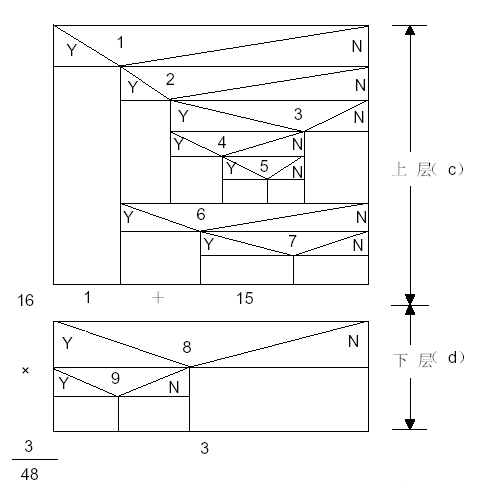 Y 1 N
Y 2 N
Y 3 N
Y 4 N
Y 5 N
上 层( c)
Y 6 N
Y 7 N
16 1 + 15
Y 8 N
下 层( d)
×
Y 9 N
3 3
48